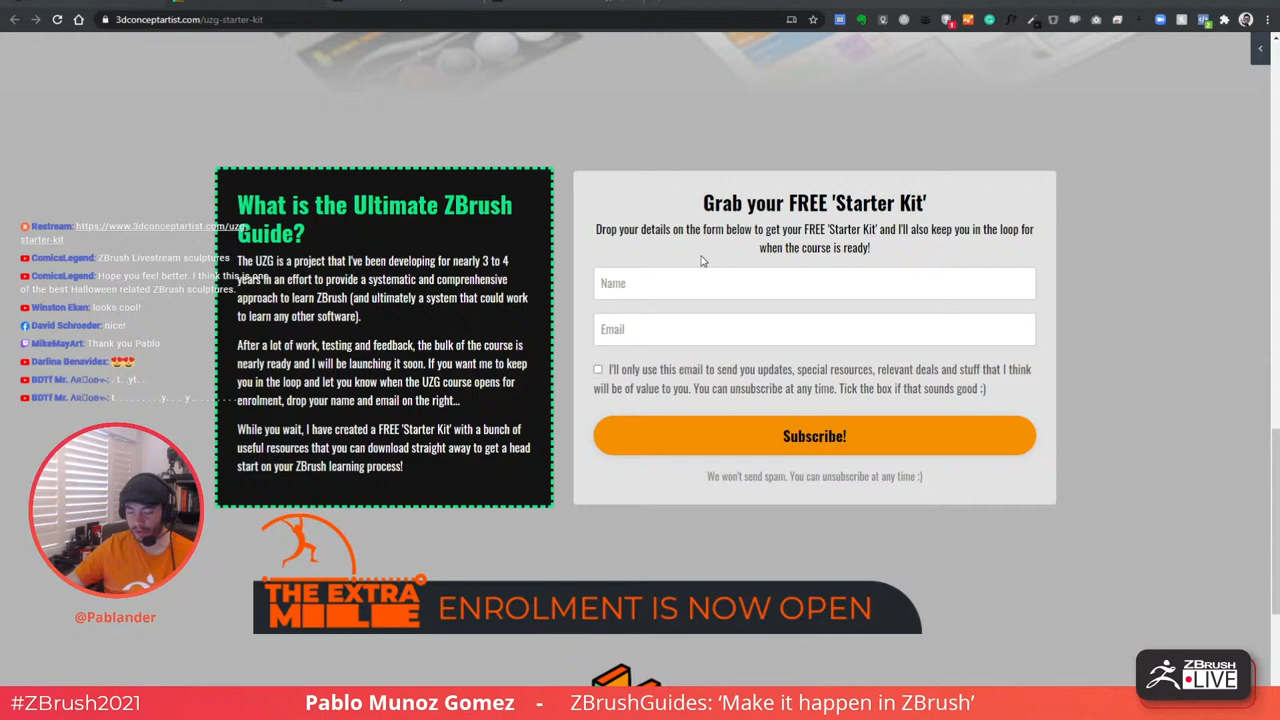 3dconceptartist.com/uzg-starter-kit
What is the Ultimate ZBrush
Guide?
The UZG is a project that I've been developing for nearly 3 to 4
years in an effort to provide a systematic and comprenhensive
approach to learn ZBrush (and ultimately a system that could work
to learn any other software).
After a lot of work, testing and feedback, the bulk of the course is
nearly ready and I will be launching it soon. If you want me to keep
you in the loop and let you know when the UZG course opens for
enrolment, drop your name and email on the right...
While you wait, I have created a FREE 'Starter Kit' with a bunch of
useful resources that you can download straight away to get a head
start on your ZBrush learning process!
Grab your FREE 'Starter Kit'
Drop your details on the form below to get your FREE 'Starter Kit' and I'll also keep you in the loop for
when the course is ready!
Name
Email
I'll only use this email to send you updates, special resources, relevant deals and stuff that I think
will be of value to you. You can unsubscribe at any time. Tick the box if that sounds good ;)
Subscribe!
We won't send spam. You can unsubscribe at any time :)
Restream: https://www.3dconceptartist.com/uzg-
starter-kit
ComicsLegend: ZBrush Livestream sculptures
ComicsLegend: Hope you feel better. I think this is one
of the best Halloween related ZBrush sculptures.
Winston Eken: looks cool!
David Schroeder: nice!
MikeMayArt: Thank you Pablo
Darlina Benavidez:
BDTf Mr. . t. .yt. .
BDTf Mr. t. . . . . . . . . y. . . . y . . . . . . . .
@Pablander
THE EXTRA
MILE
ENROLMENT IS NOW OPEN
ZBRUSH
LIVE
#ZBrush2021
Pablo Munoz Gomez - ZBrushGuides: 'Make it happen in ZBrush'